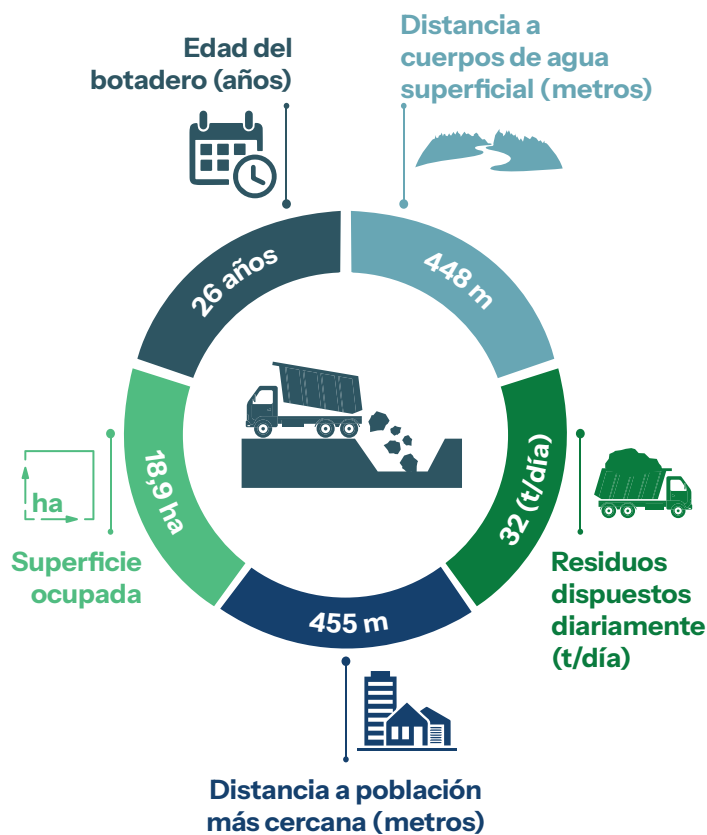 Edad del
botadero (años)
Distancia a
cuerpos de agua
superficial (metros)
26 años
448 m
18,9 ha
32 (t/día)
455 m
ha
Superficie
ocupada
Residuos
dispuestos
diariamente
(t/día)
Distancia a población
más cercana (metros)